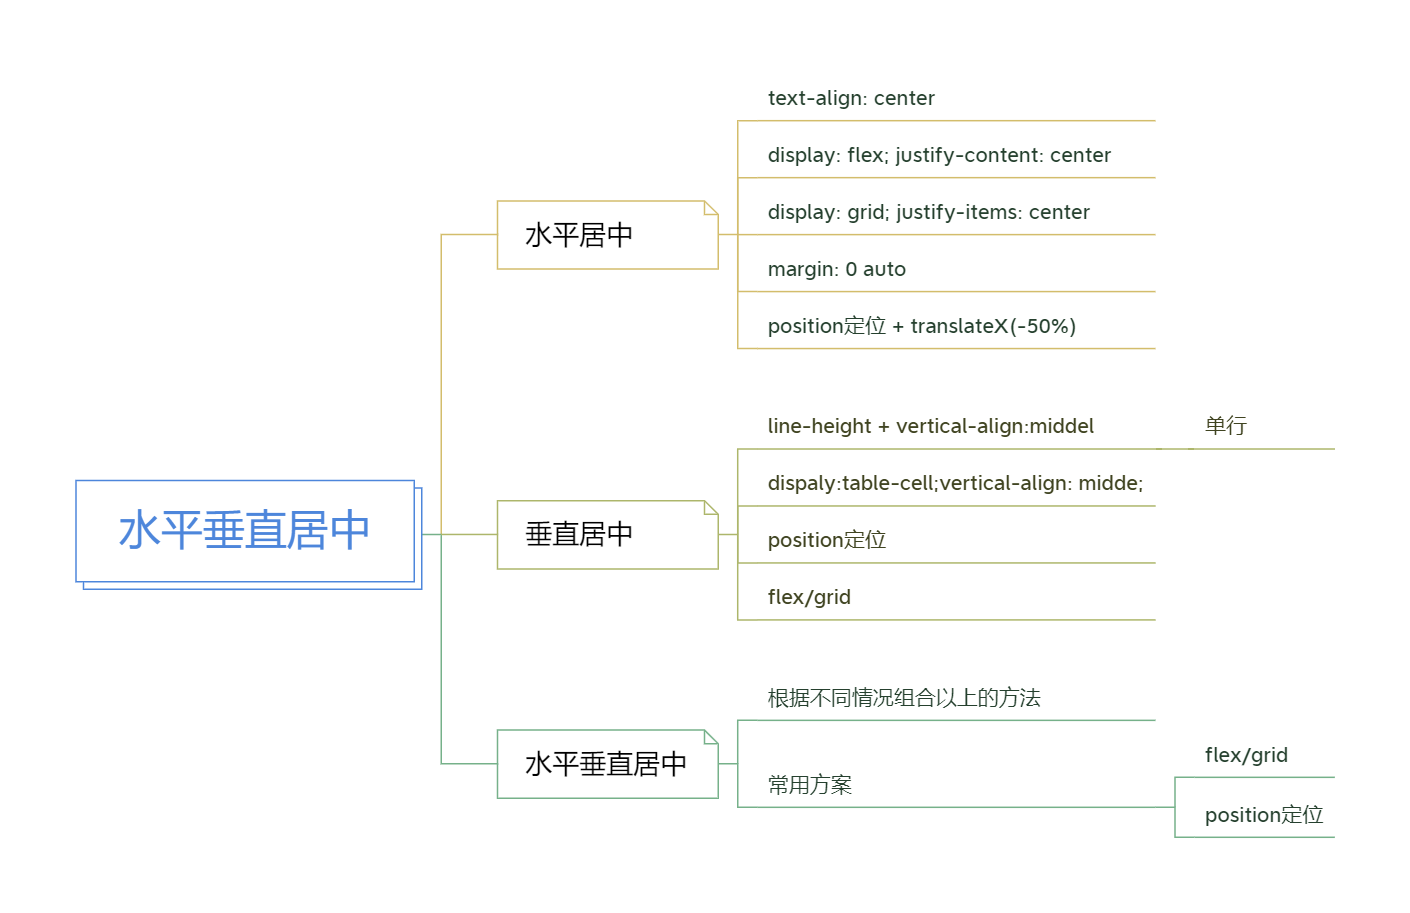 水平垂直居中
水平居中
text-align: center
display: flex; justify-content: center
display: grid; justify-items: center
margin: 0 auto
position定位 + translateX(-50%)
垂直居中
line-height + vertical-align:middel
单行
dispaly:table-cell;vertical-align: midde;
position定位
flex/grid
水平垂直居中
根据不同情况组合以上的方法
常用方案
flex/grid
position定位